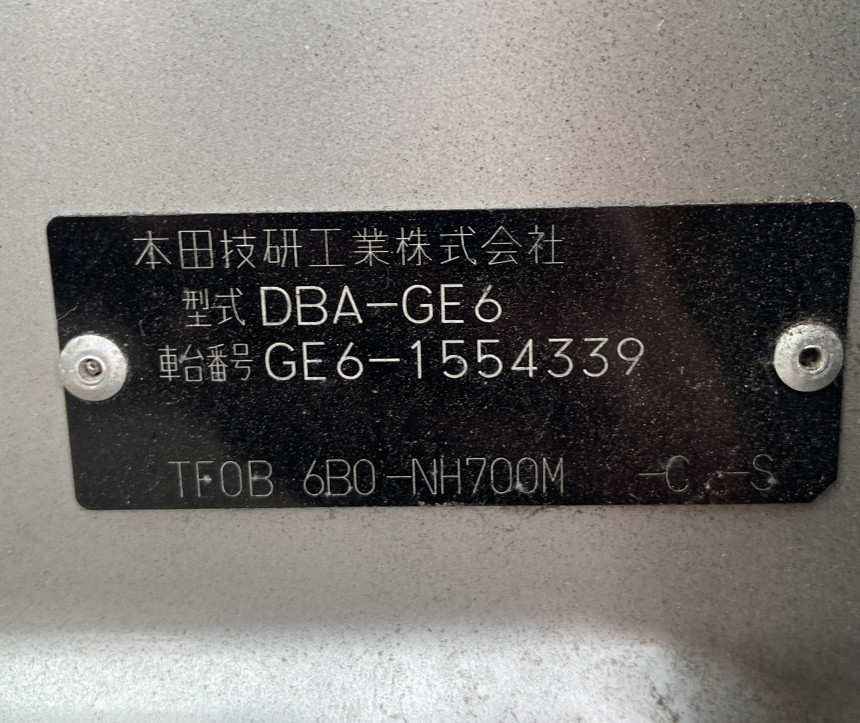 本田技研工業株式会社
型式 DBA-GE6
車台番号 GE6-1554339
TF0B 6B0-NH700M -C -S